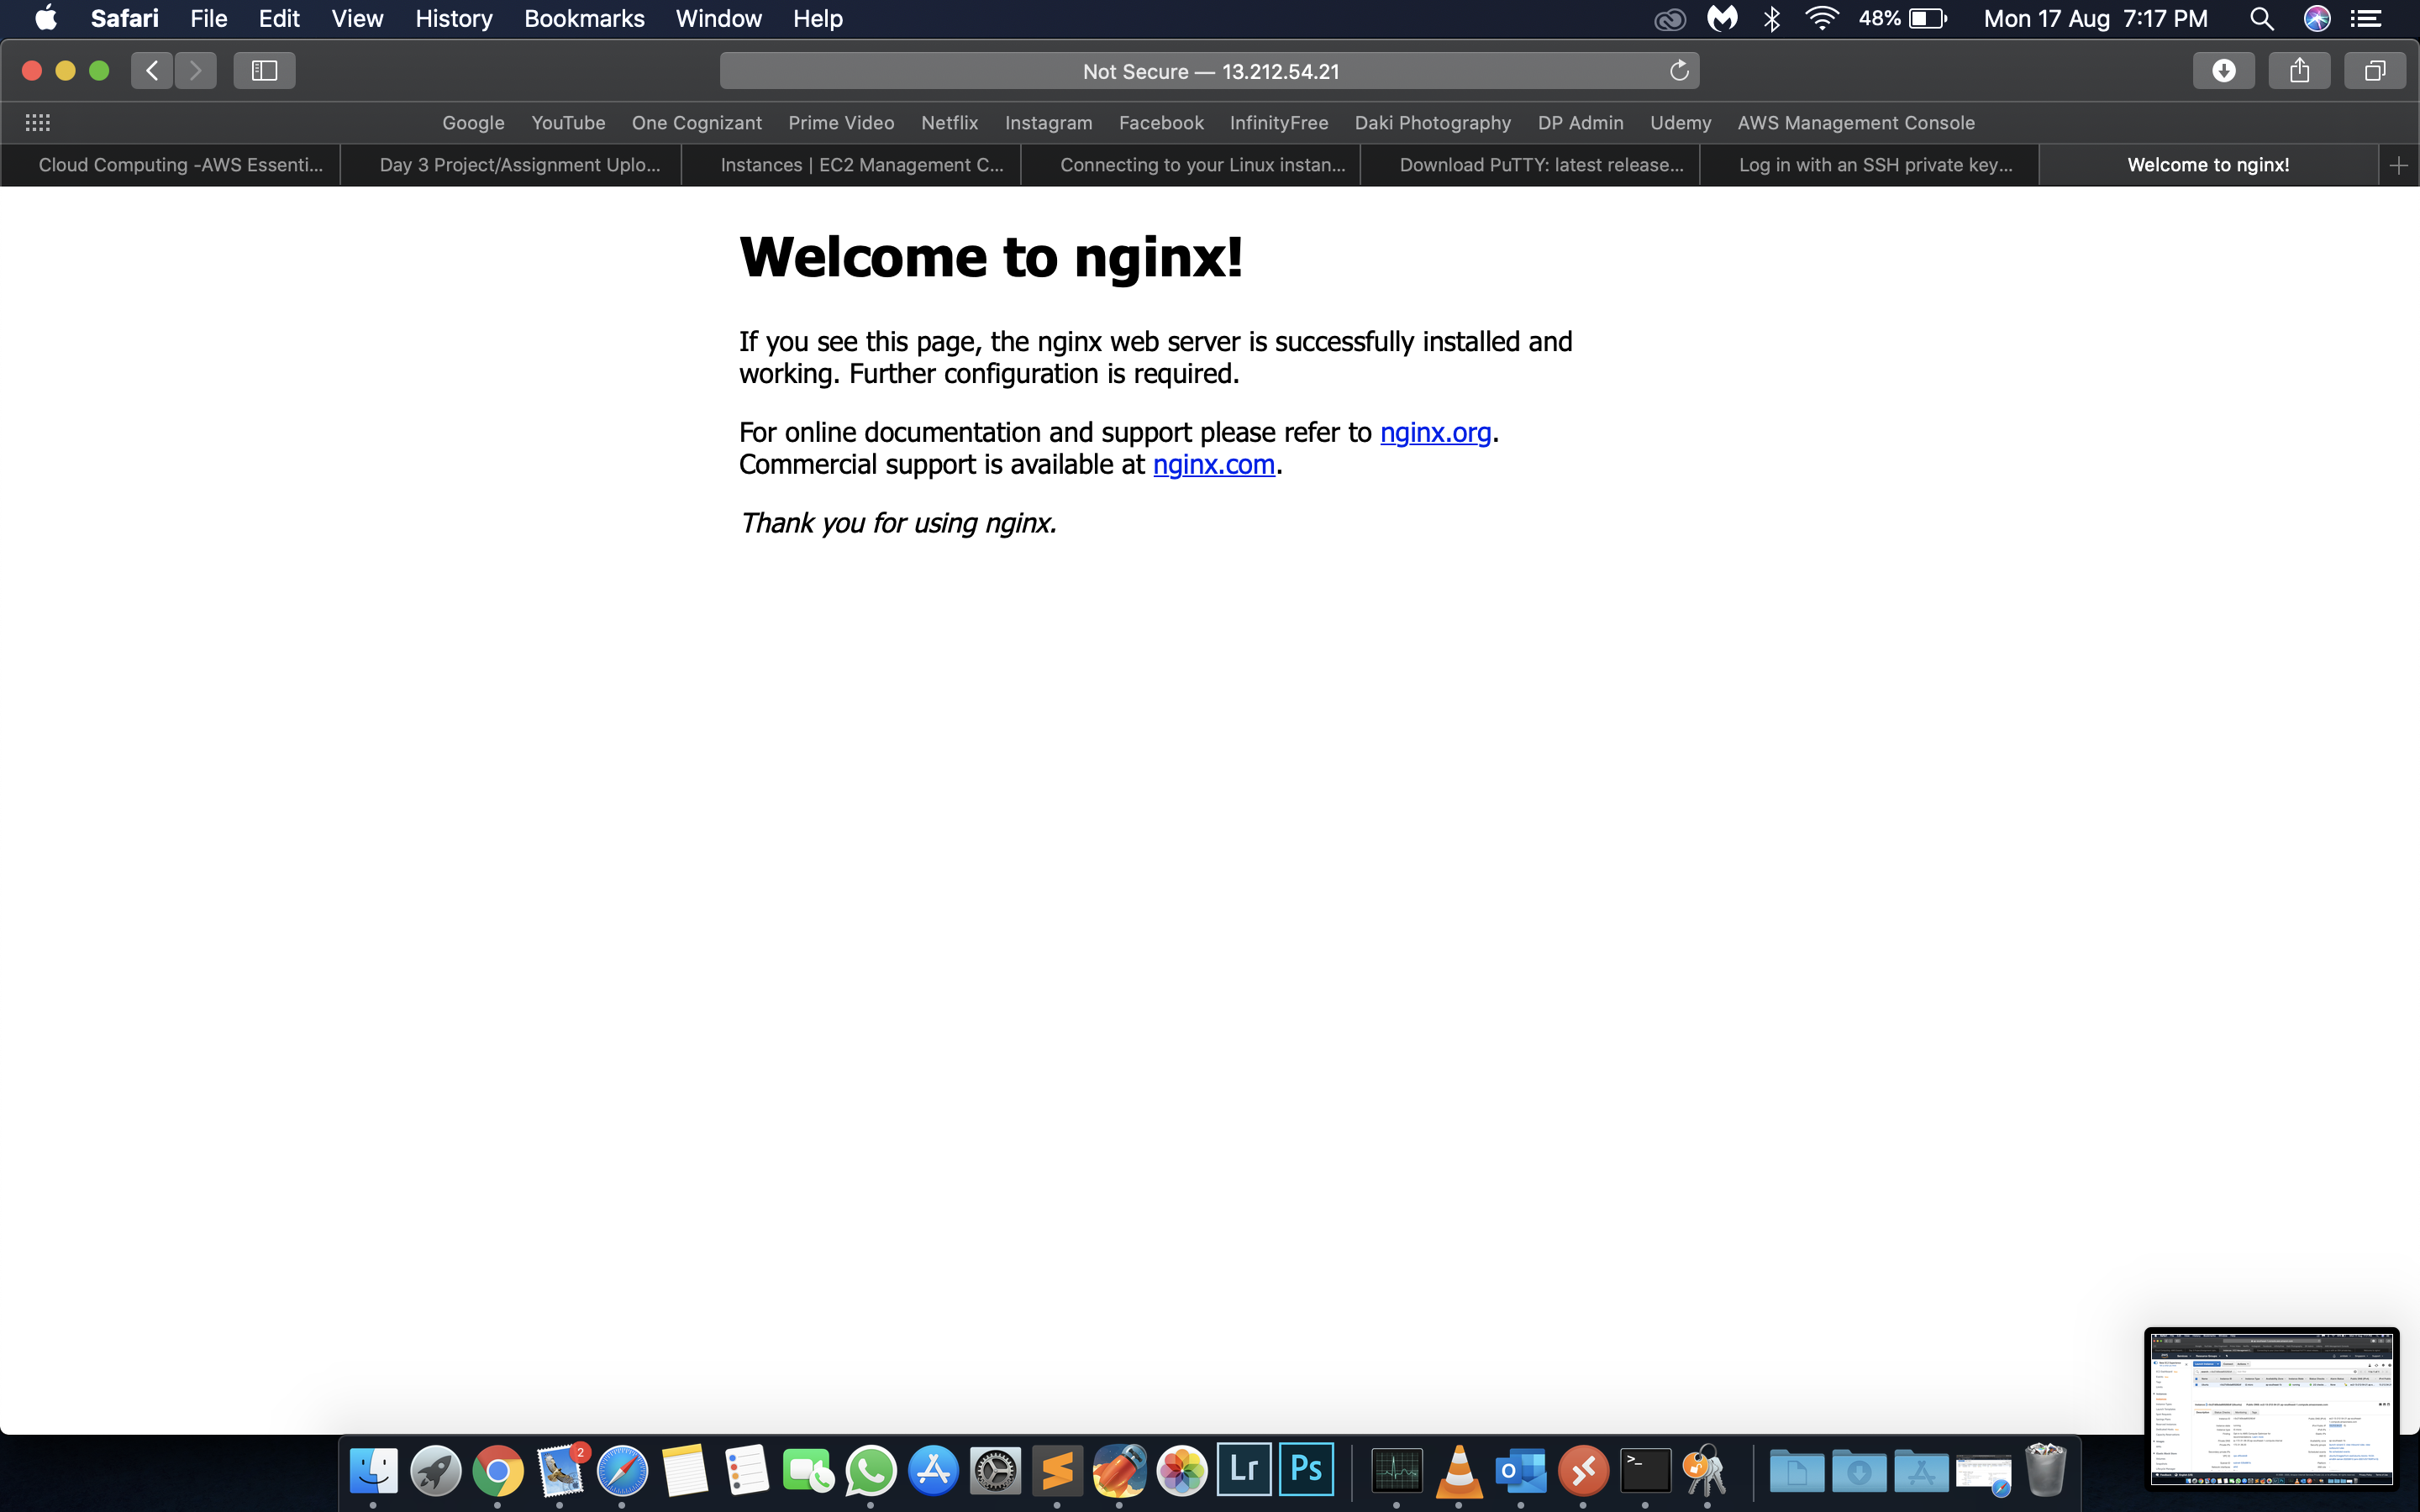 Safari File Edit View History Bookmarks Window Help 48% Mon 17 Aug 7:17 PM
Not Secure — 13.212.54.21
Google YouTube One Cognizant Prime Video Netflix Instagram Facebook InfinityFree Daki Photography DP Admin Udemy AWS Management Console
Cloud Computing -AWS Essenti... Day 3 Project/Assignment Uplo... Instances | EC2 Management C... Connecting to your Linux instan... Download PuTTY: latest release... Log in with an SSH private key... Welcome to nginx!
Welcome to nginx!
If you see this page, the nginx web server is successfully installed and
working. Further configuration is required.
For online documentation and support please refer to nginx.org.
Commercial support is available at nginx.com.
Thank you for using nginx.
2
Lr Ps